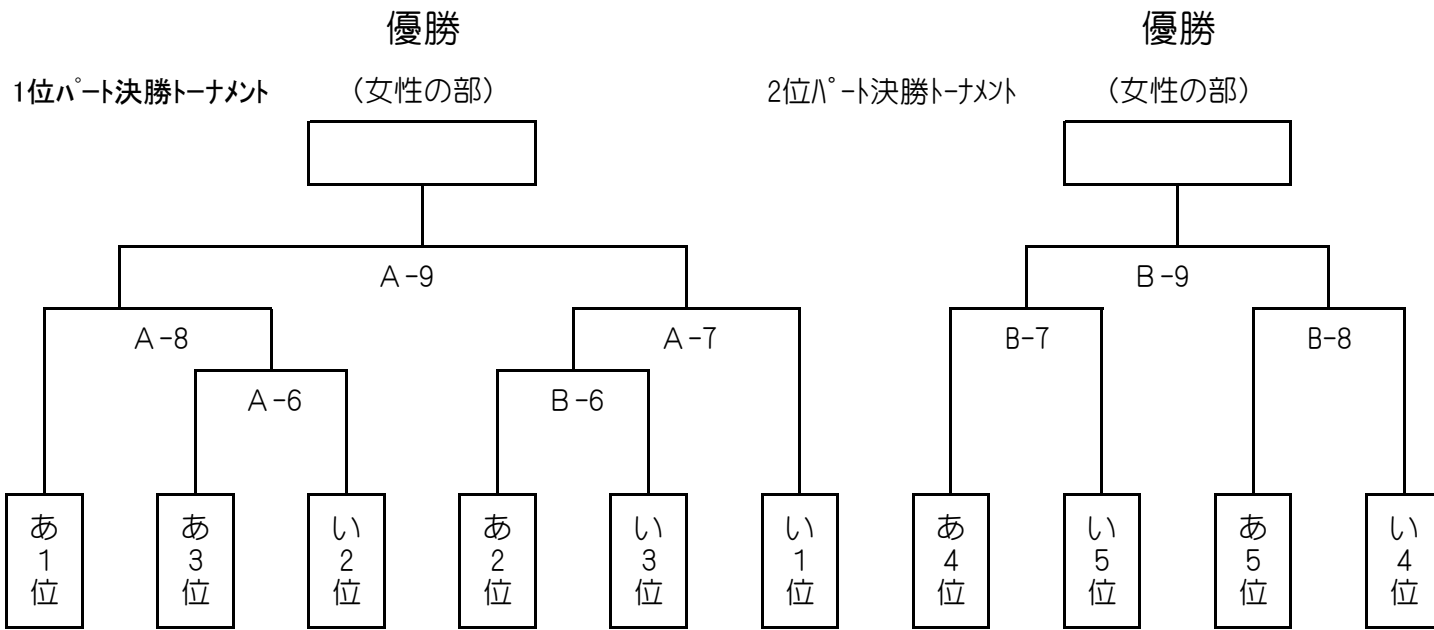 優勝
1位パート決勝トーナメント
（女性の部）
A-9
A-8
A-7
A-6
B-6
あ1位
あ3位
い2位
あ2位
い3位
い1位
優勝
2位パート決勝トーナメント
（女性の部）
B-9
B-7
B-8
あ4位
い5位
あ5位
い4位